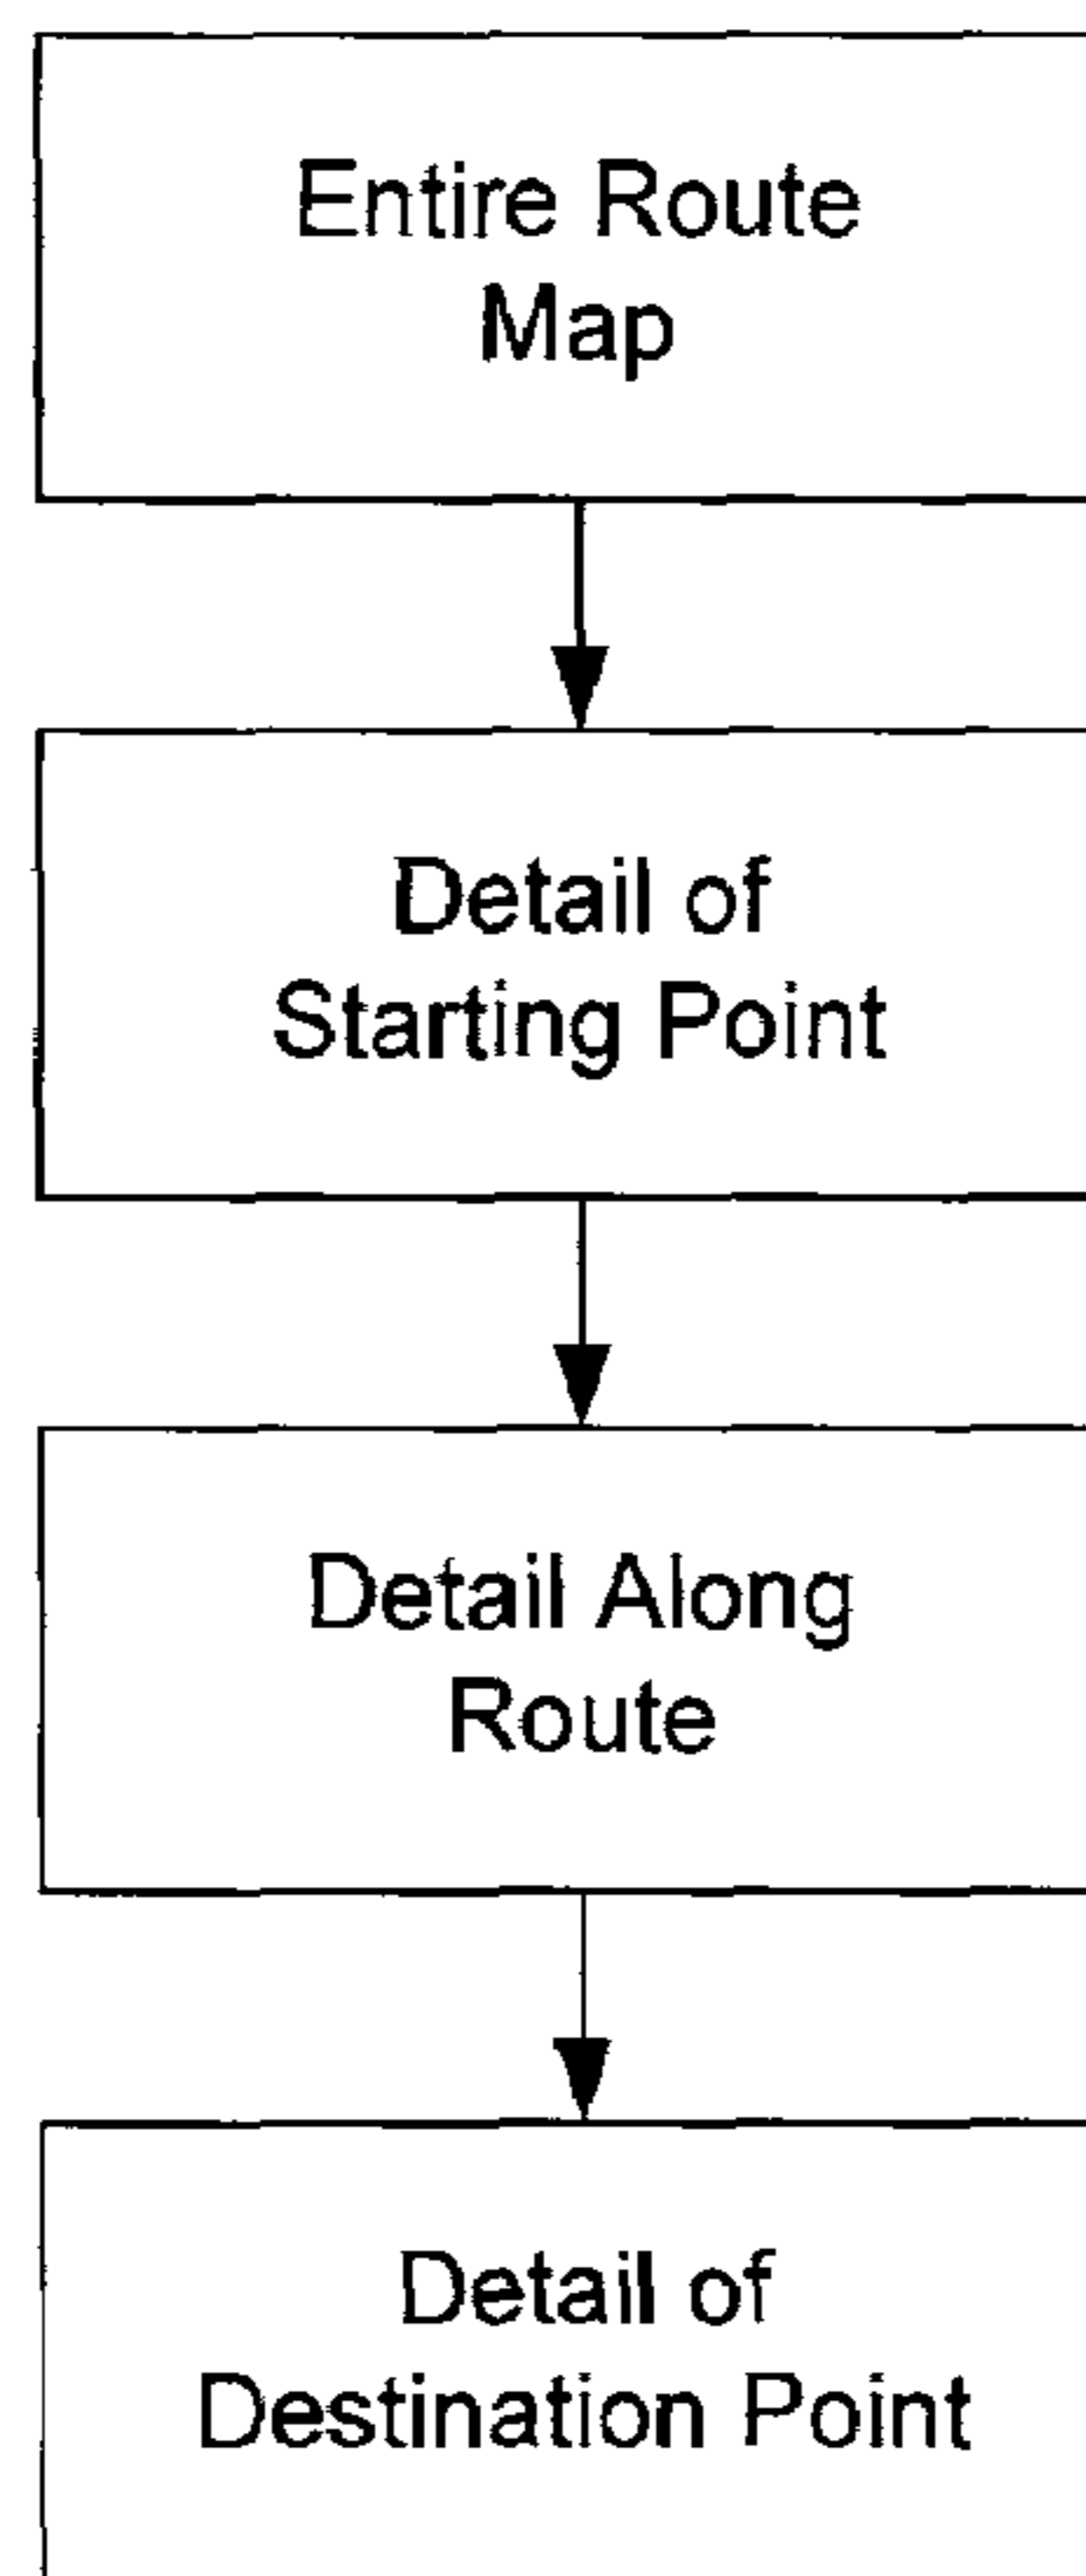 Entire Route
Map
Detail of
Starting Point
Detail Along
Route
Detail of
Destination Point